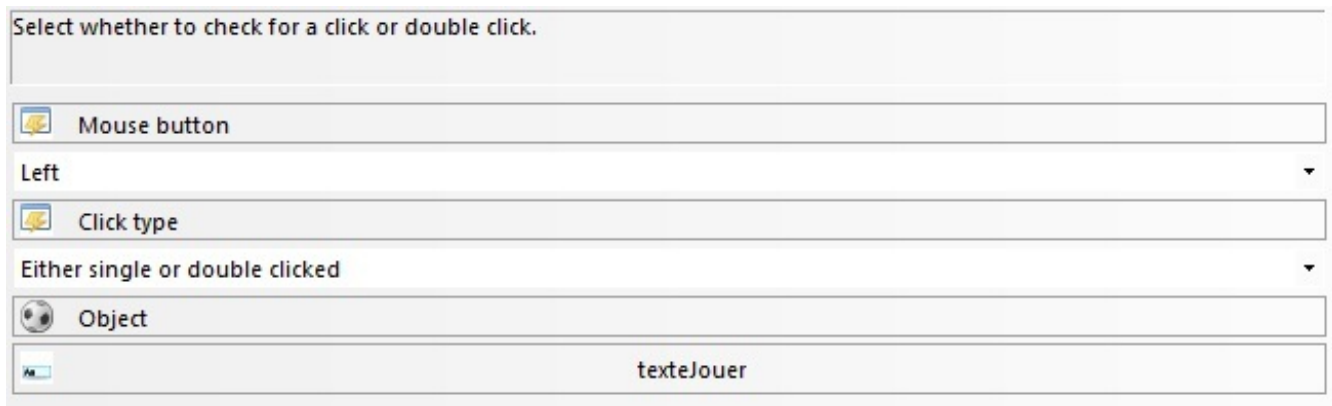 Select whether to check for a click or double click.
Mouse button
Left
Click type
Either single or double clicked
Object
texteJouer